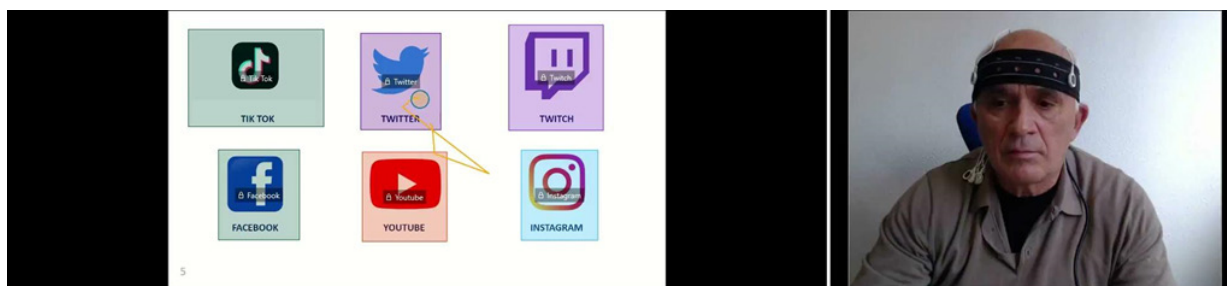 Tik Tok
Twitter
Twitch
TIK TOK
TWITTER
TWITCH
Facebook
Youtube
Instagram
FACEBOOK
YOUTUBE
INSTAGRAM
5